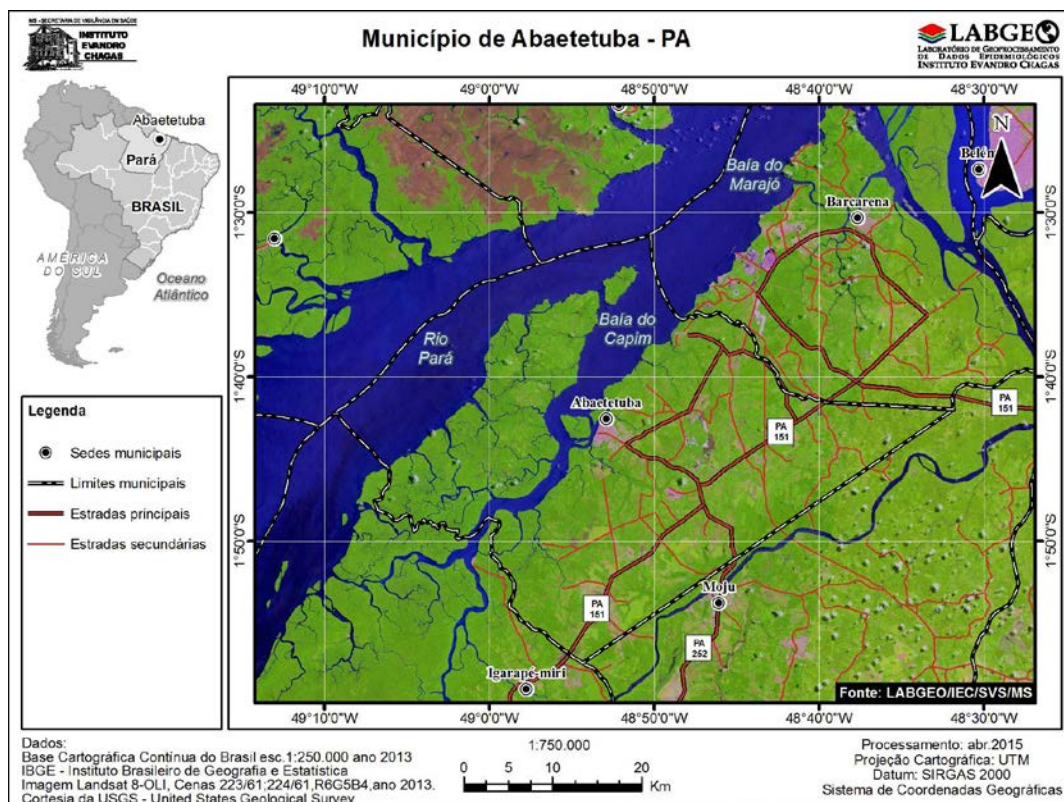 MS - SECRETARIA DE VIGILÂNCIA EM SAÚDE
INSTITUTO
EVANDRO
CHAGAS
Município de Abaetetuba - PA
LABGEO
LABORATÓRIO DE GEOPROCESSAMENTO
DE DADOS EPIDEMIOLÓGICOS
INSTITUTO EVANDRO CHAGAS
Abaetetuba
Pará
BRASIL
AMÉRICA
DO SUL
Oceano
Atlântico
Legenda
Sedes municipais
Limites municipais
Estradas principais
Estradas secundárias
49°10'0"W
49°0'0"W
48°50'0"W
48°40'0"W
48°30'0"W
1°30'0"S
1°40'0"S
1°50'0"S
1°30'0"S
1°40'0"S
1°50'0"S
N
Baía do
Marajó
Barcarena
Rio
Pará
Baía do
Capim
Abaetetuba
PA
151
PA
151
PA
151
Moju
PA
252
Igarapé-miri
Fonte: LABGEO/IEC/SVS/MS
49°10'0"W
49°0'0"W
48°50'0"W
48°40'0"W
48°30'0"W
Dados:
Base Cartográfica Contínua do Brasil esc.1:250.000 ano 2013
IBGE - Instituto Brasileiro de Geografia e Estatística
Imagem Landsat 8-OLI, Cenas 223/61;224/61,R6G5B4,ano 2013.
Cortesia da USGS - United States Geological Survey
1:750.000
0 5 10 20
Km
Processamento: abr.2015
Projeção Cartográfica: UTM
Datum: SIRGAS 2000
Sistema de Coordenadas Geográficas